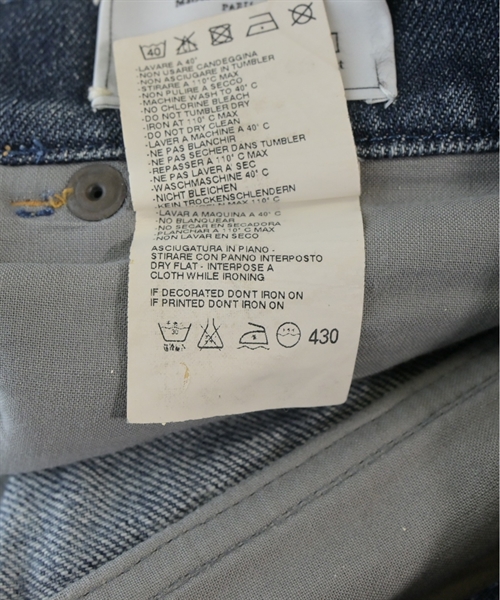 PARIS
40
-LAVARE A 40°
-NON USARE CANDEGGINA
-NON ASCIUGARE IN TUMBLER
-STIRARE A 110°C MAX
-NON PULIRE A SECCO
-MACHINE WASH TO 40° C
-NO CHLORINE BLEACH
-DO NOT TUMBLER DRY
-IRON AT 110° C MAX
-DO NOT DRY CLEAN
-LAVER A MACHINE A 40° C
-NE PAS BLANCHIR
-NE PAS SECHER DANS TUMBLER
-REPASSER A 110°C MAX
-NE PAS LAVER À SEC
-WASCHMASCHINE 40°C
-NICHT BLEICHEN
-KEIN TROCKENSCHLENDERN
-LAVAR A MAQUINA A 40° C
-NO BLANQUEAR
-NO SECAR EN SECADORA
-PLANCHAR A 110°C MAX
-NON LAVAR EN SECO
ASCIUGATURA IN PIANO -
STIRARE CON PANNO INTERPOSTO
DRY FLAT - INTERPOSE A
CLOTH WHILE IRONING
IF DECORATED DON'T IRON ON
IF PRINTED DON'T IRON ON
30 430